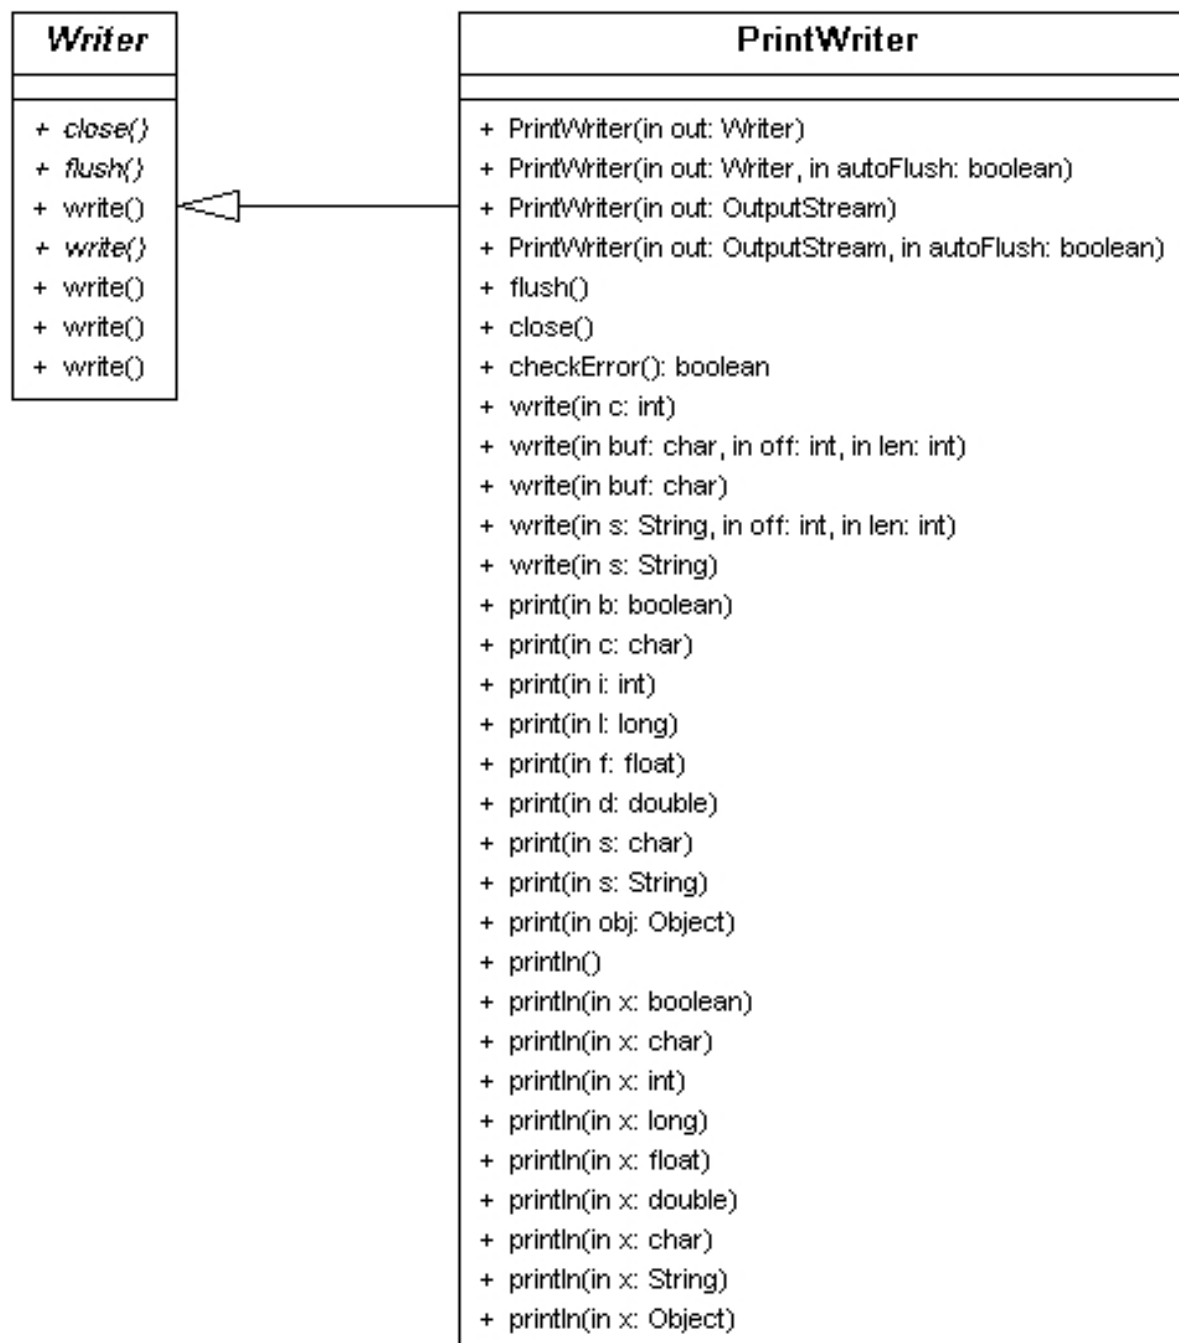 Writer
+ close()
+ flush()
+ write()
+ write()
+ write()
+ write()
+ write()
PrintWriter
+ PrintWriter(in out: Writer)
+ PrintWriter(in out: Writer, in autoFlush: boolean)
+ PrintWriter(in out: OutputStream)
+ PrintWriter(in out: OutputStream, in autoFlush: boolean)
+ flush()
+ close()
+ checkError(): boolean
+ write(in c: int)
+ write(in buf: char, in off: int, in len: int)
+ write(in buf: char)
+ write(in s: String, in off: int, in len: int)
+ write(in s: String)
+ print(in b: boolean)
+ print(in c: char)
+ print(in i: int)
+ print(in l: long)
+ print(in f: float)
+ print(in d: double)
+ print(in s: char)
+ print(in s: String)
+ print(in obj: Object)
+ println()
+ println(in x: boolean)
+ println(in x: char)
+ println(in x: int)
+ println(in x: long)
+ println(in x: float)
+ println(in x: double)
+ println(in x: char)
+ println(in x: String)
+ println(in x: Object)